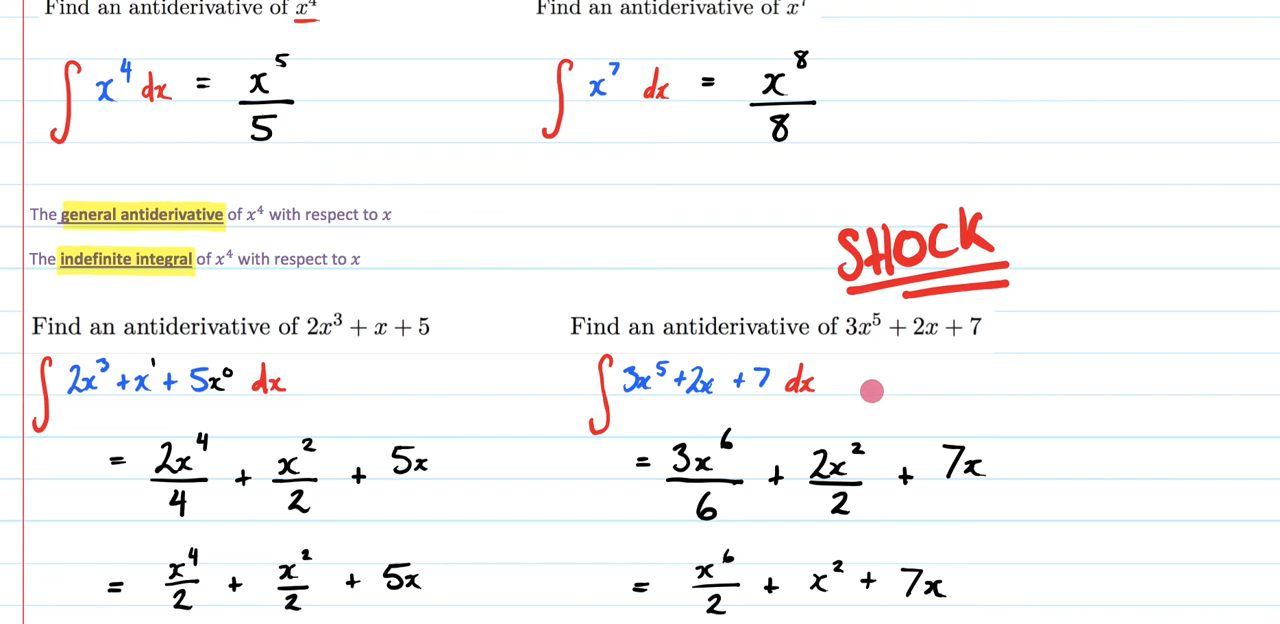 Find an antiderivative of x⁴
Find an antiderivative of x⁷
∫ x⁴ dx = x⁵/5
∫ x⁷ dx = x⁸/8
The general antiderivative of x⁴ with respect to x
The indefinite integral of x⁴ with respect to x
SHOCK
Find an antiderivative of 2x³ + x + 5
∫ 2x³ + x¹ + 5x⁰ dx
= 2x⁴/4 + x²/2 + 5x
= x⁴/2 + x²/2 + 5x
Find an antiderivative of 3x⁵ + 2x + 7
∫ 3x⁵ + 2x + 7 dx
= 3x⁶/6 + 2x²/2 + 7x
= x⁶/2 + x² + 7x